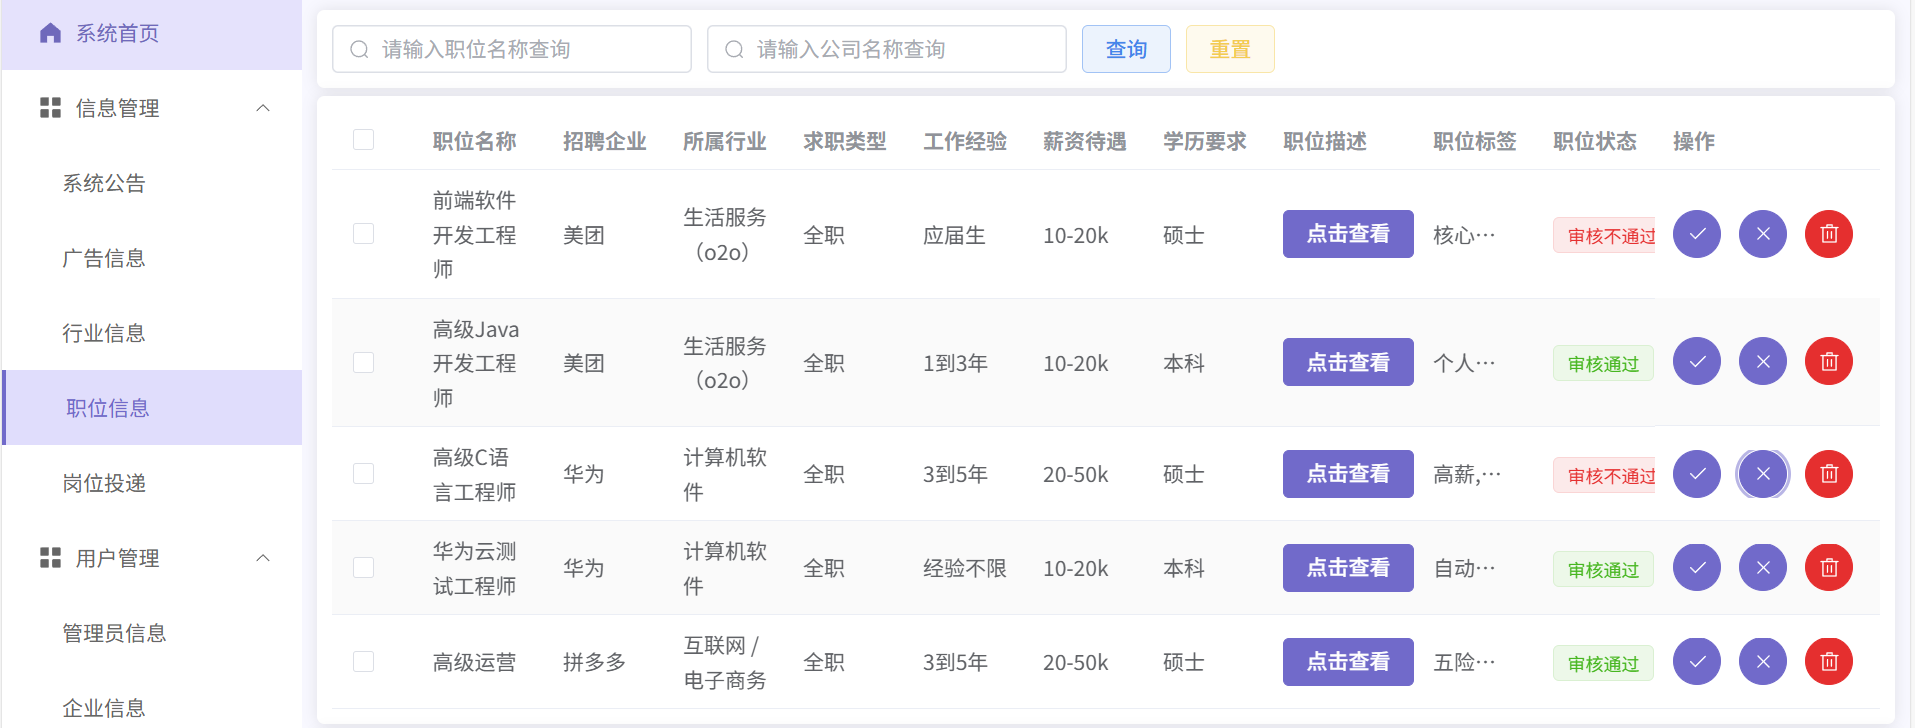 系统首页
信息管理
系统公告
广告信息
行业信息
职位信息
岗位投递
用户管理
管理员信息
企业信息
请输入职位名称查询
请输入公司名称查询
查询
重置
职位名称 招聘企业 所属行业 求职类型 工作经验 薪资待遇 学历要求 职位描述 职位标签 职位状态 操作
前端软件
开发工程
师
美团
生活服务
（o2o）
全职
应届生
10-20k
硕士
点击查看
核心…
审核不通过
高级Java
开发工程
师
美团
生活服务
（o2o）
全职
1到3年
10-20k
本科
点击查看
个人…
审核通过
高级C语
言工程师
华为
计算机软
件
全职
3到5年
20-50k
硕士
点击查看
高薪,…
审核不通过
华为云测
试工程师
华为
计算机软
件
全职
经验不限
10-20k
本科
点击查看
自动…
审核通过
高级运营
拼多多
互联网 /
电子商务
全职
3到5年
20-50k
硕士
点击查看
五险…
审核通过